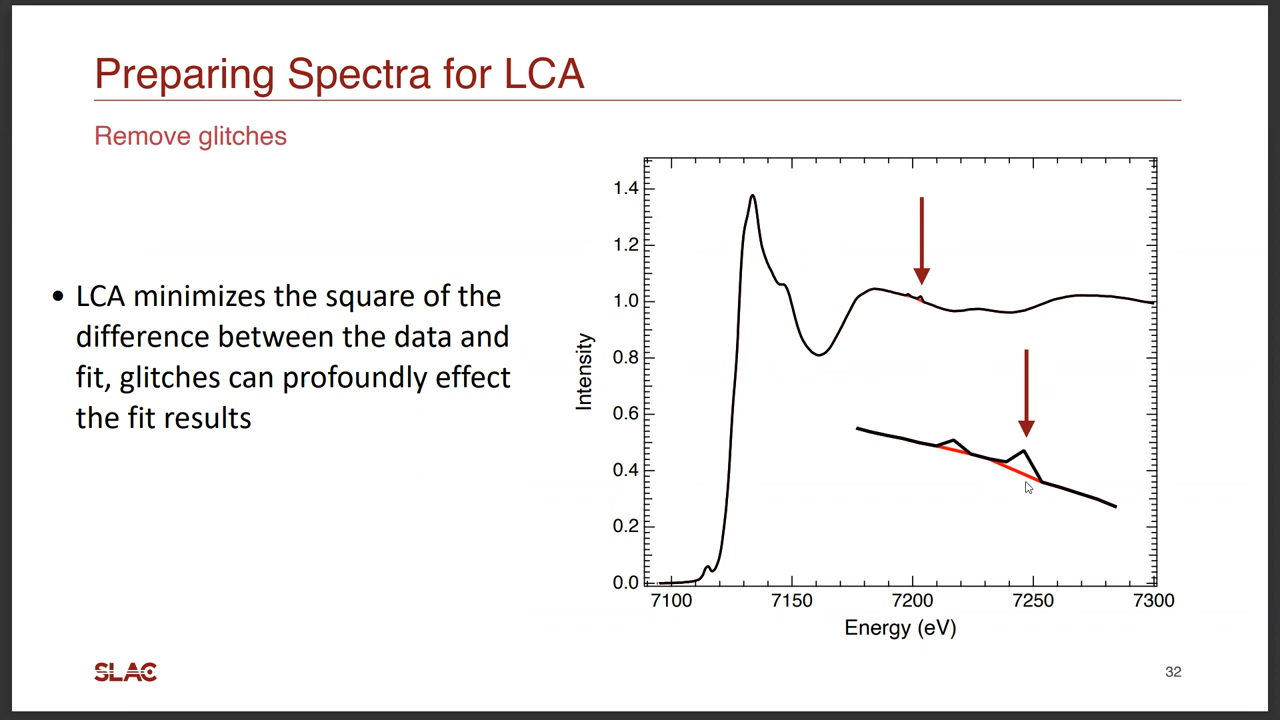 Preparing Spectra for LCA
Remove glitches
• LCA minimizes the square of the
difference between the data and
fit, glitches can profoundly effect
the fit results
Intensity
1.4
1.2
1.0
0.8
0.6
0.4
0.2
0.0
7100 7150 7200 7250 7300
Energy (eV)
SLAC
32